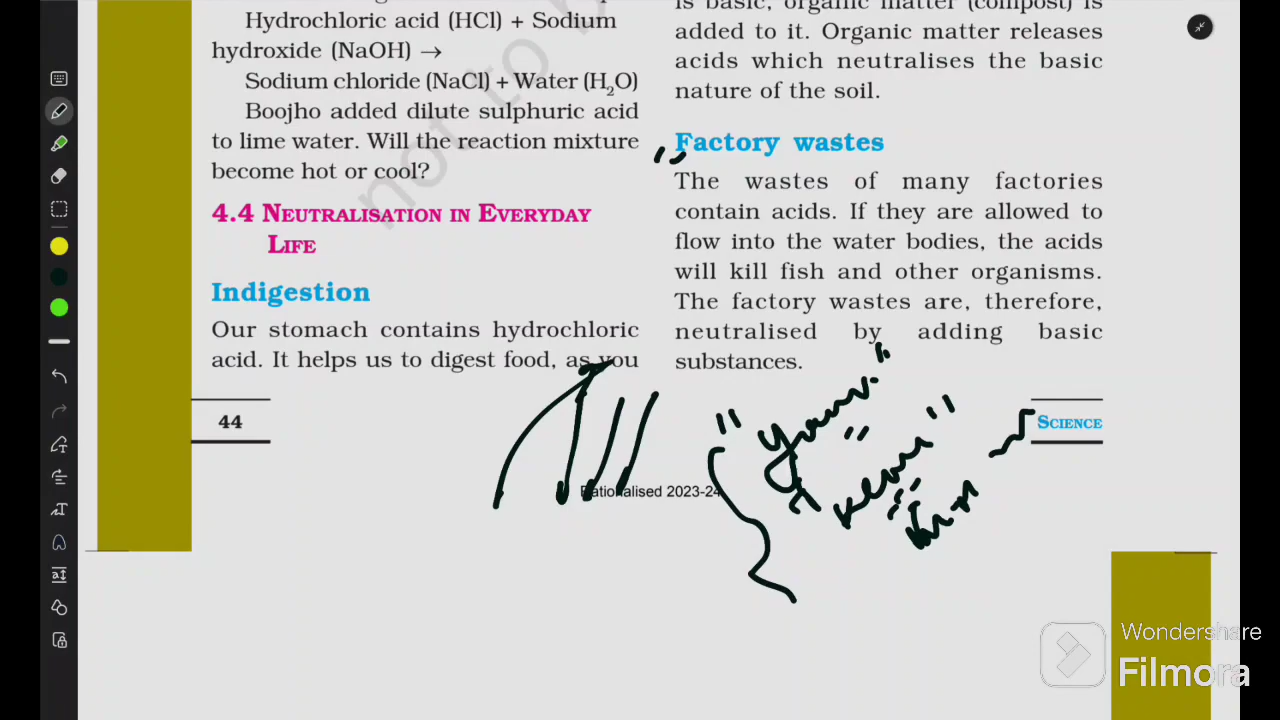 Hydrochloric acid (HCl) + Sodium
hydroxide (NaOH) →
Sodium chloride (NaCl) + Water (H₂O)
Boojho added dilute sulphuric acid
to lime water. Will the reaction mixture
become hot or cool?
4.4 NEUTRALISATION IN EVERYDAY
LIFE
Indigestion
Our stomach contains hydrochloric
acid. It helps us to digest food, as you
44
is basic, organic matter (compost) is
added to it. Organic matter releases
acids which neutralises the basic
nature of the soil.
Factory wastes
The wastes of many factories
contain acids. If they are allowed to
flow into the water bodies, the acids
will kill fish and other organisms.
The factory wastes are, therefore,
neutralised by adding basic
substances.
SCIENCE
Rationalised 2023-24
not to b
Wondershare
Filmora